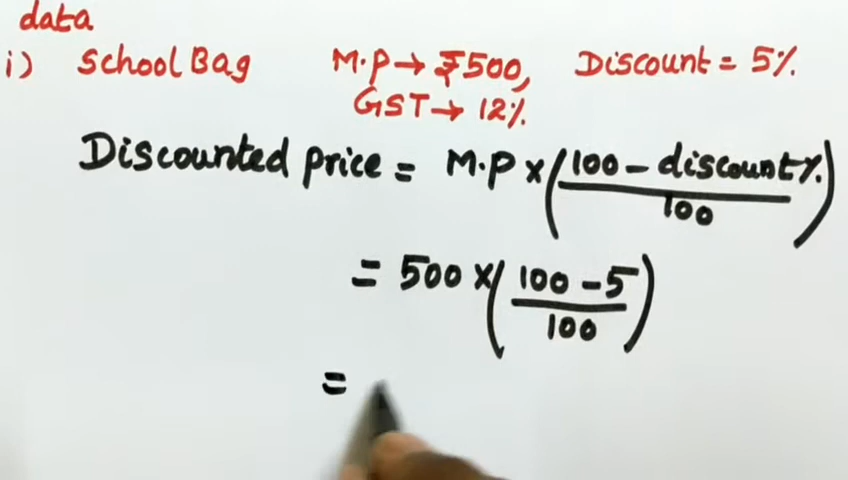 data
i) School Bag M.P → ₹500, Discount = 5%.
GST → 12%.
Discounted price = M.P × (100 - discount%. / 100)
= 500 × (100 - 5 / 100)
=